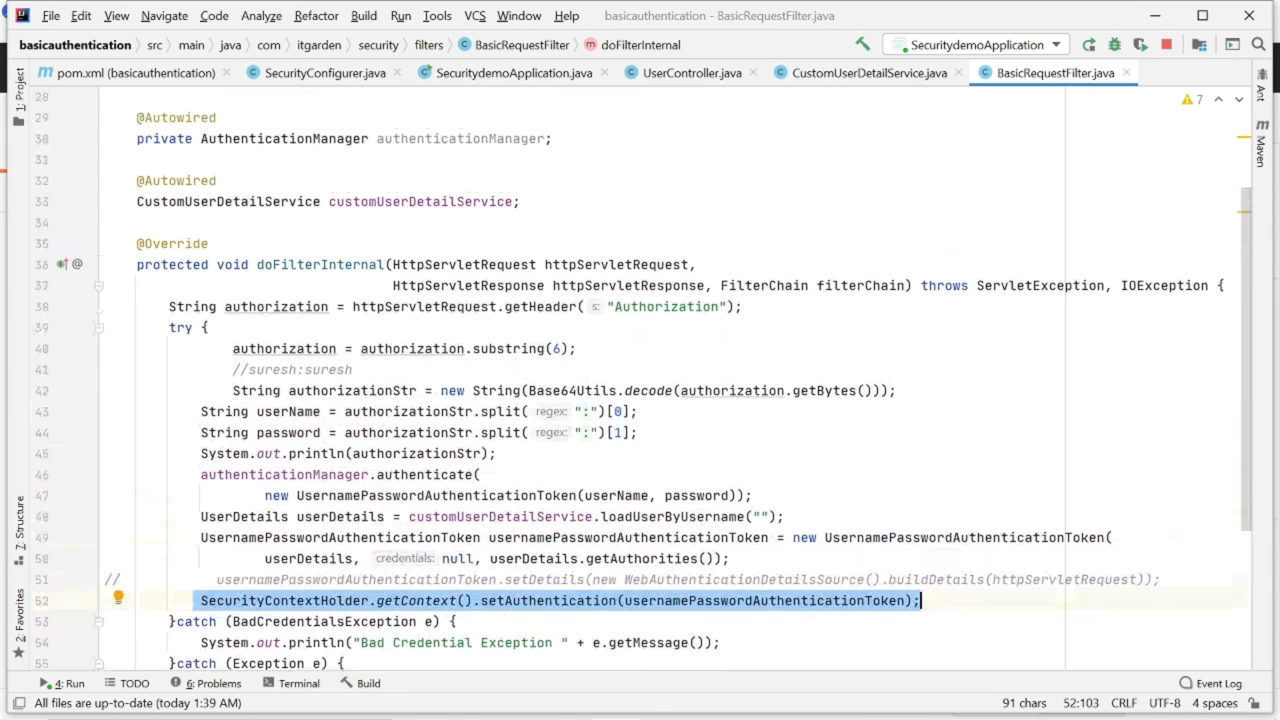 File Edit View Navigate Code Analyze Refactor Build Run Tools VCS Window Help basicauthentication - BasicRequestFilter.java
basicauthentication src main java com itgarden security filters BasicRequestFilter doFilterInternal SecuritydemoApplication
pom.xml (basicauthentication) SecurityConfigurer.java SecuritydemoApplication.java UserController.java CustomUserDetailService.java BasicRequestFilter.java
1: Project
Ant
Maven
7: Structure
2: Favorites
7
28
29 @Autowired
30 private AuthenticationManager authenticationManager;
31
32 @Autowired
33 CustomUserDetailService customUserDetailService;
34
35 @Override
36 protected void doFilterInternal(HttpServletRequest httpServletRequest,
37 HttpServletResponse httpServletResponse, FilterChain filterChain) throws ServletException, IOException {
38 String authorization = httpServletRequest.getHeader( s: "Authorization");
39 try {
40 authorization = authorization.substring(6);
41 //suresh:suresh
42 String authorizationStr = new String(Base64Utils.decode(authorization.getBytes()));
43 String userName = authorizationStr.split( regex: ":")[0];
44 String password = authorizationStr.split( regex: ":")[1];
45 System.out.println(authorizationStr);
46 authenticationManager.authenticate(
47 new UsernamePasswordAuthenticationToken(userName, password));
48 UserDetails userDetails = customUserDetailService.loadUserByUsername("");
49 UsernamePasswordAuthenticationToken usernamePasswordAuthenticationToken = new UsernamePasswordAuthenticationToken(
50 userDetails, credentials: null, userDetails.getAuthorities());
51 // usernamePasswordAuthenticationToken.setDetails(new WebAuthenticationDetailsSource().buildDetails(httpServletRequest));
52 SecurityContextHolder.getContext().setAuthentication(usernamePasswordAuthenticationToken);
53 }catch (BadCredentialsException e) {
54 System.out.println("Bad Credential Exception " + e.getMessage());
55 }catch (Exception e) {
4: Run TODO 6: Problems Terminal Build Event Log
All files are up-to-date (today 1:39 AM) 91 chars 52:103 CRLF UTF-8 4 spaces